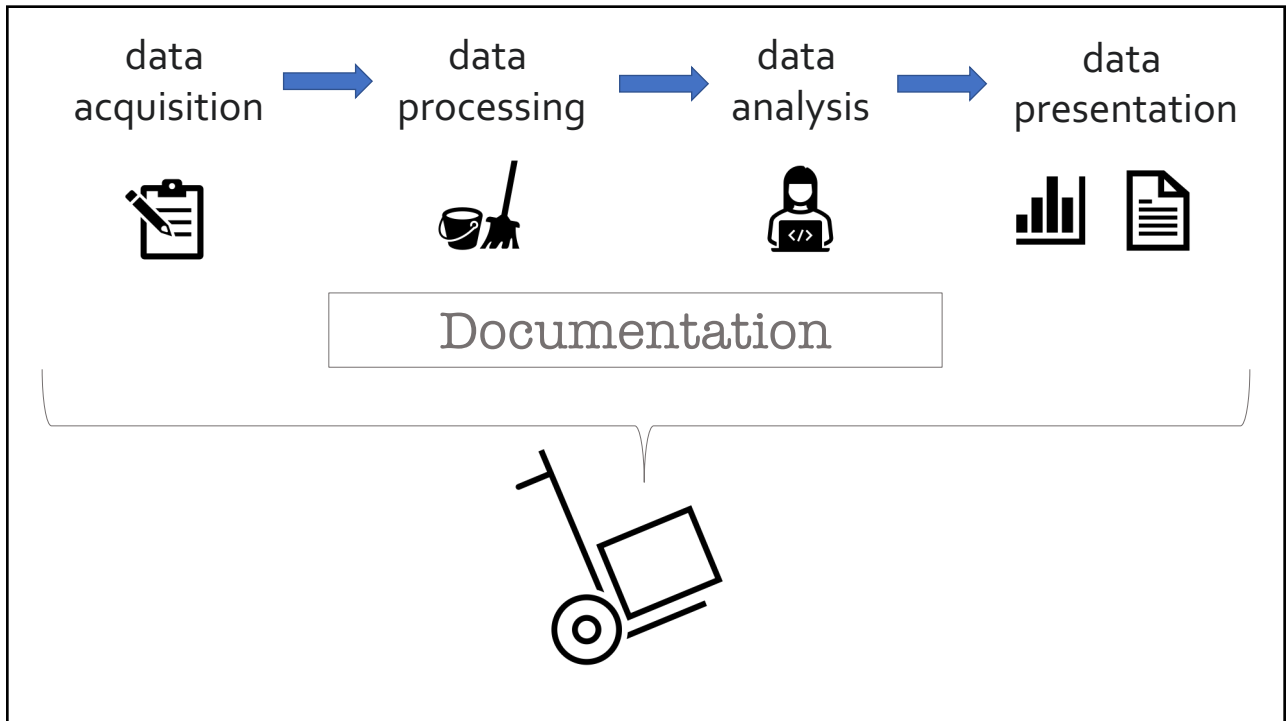 data
acquisition
data
processing
data
analysis
data
presentation
</>
Documentation